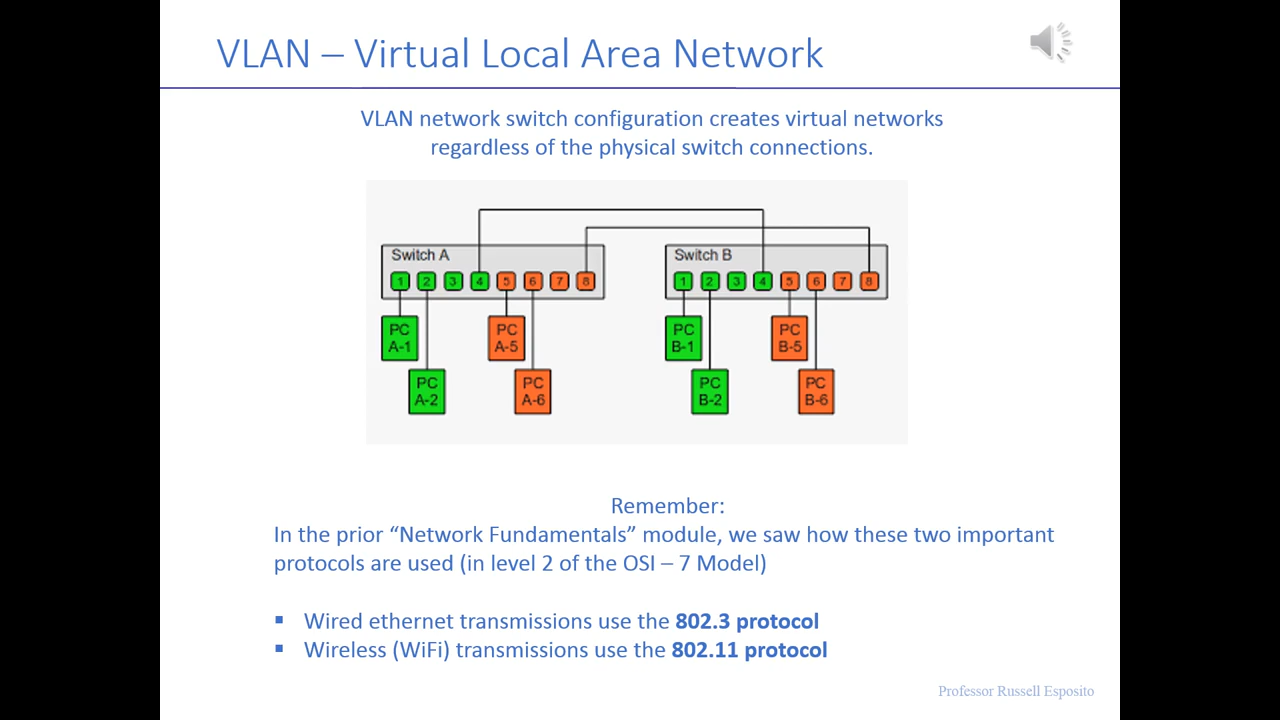 VLAN – Virtual Local Area Network
VLAN network switch configuration creates virtual networks
regardless of the physical switch connections.
Switch A
1 2 3 4 5 6 7 8
Switch B
1 2 3 4 5 6 7 8
PC
A-1
PC
A-5
PC
B-1
PC
B-5
PC
A-2
PC
A-6
PC
B-2
PC
B-6
Remember:
In the prior “Network Fundamentals” module, we saw how these two important
protocols are used (in level 2 of the OSI – 7 Model)
▪ Wired ethernet transmissions use the 802.3 protocol
▪ Wireless (WiFi) transmissions use the 802.11 protocol
Professor Russell Esposito